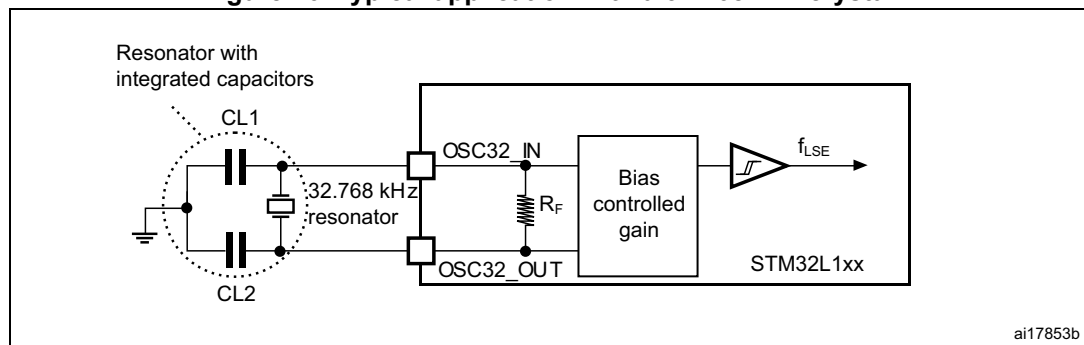 Resonator with
integrated capacitors
CL1
OSC32_IN
fLSE
32.768 kHz
resonator
RF
Bias
controlled
gain
OSC32_OUT
STM32L1xx
CL2
ai17853b